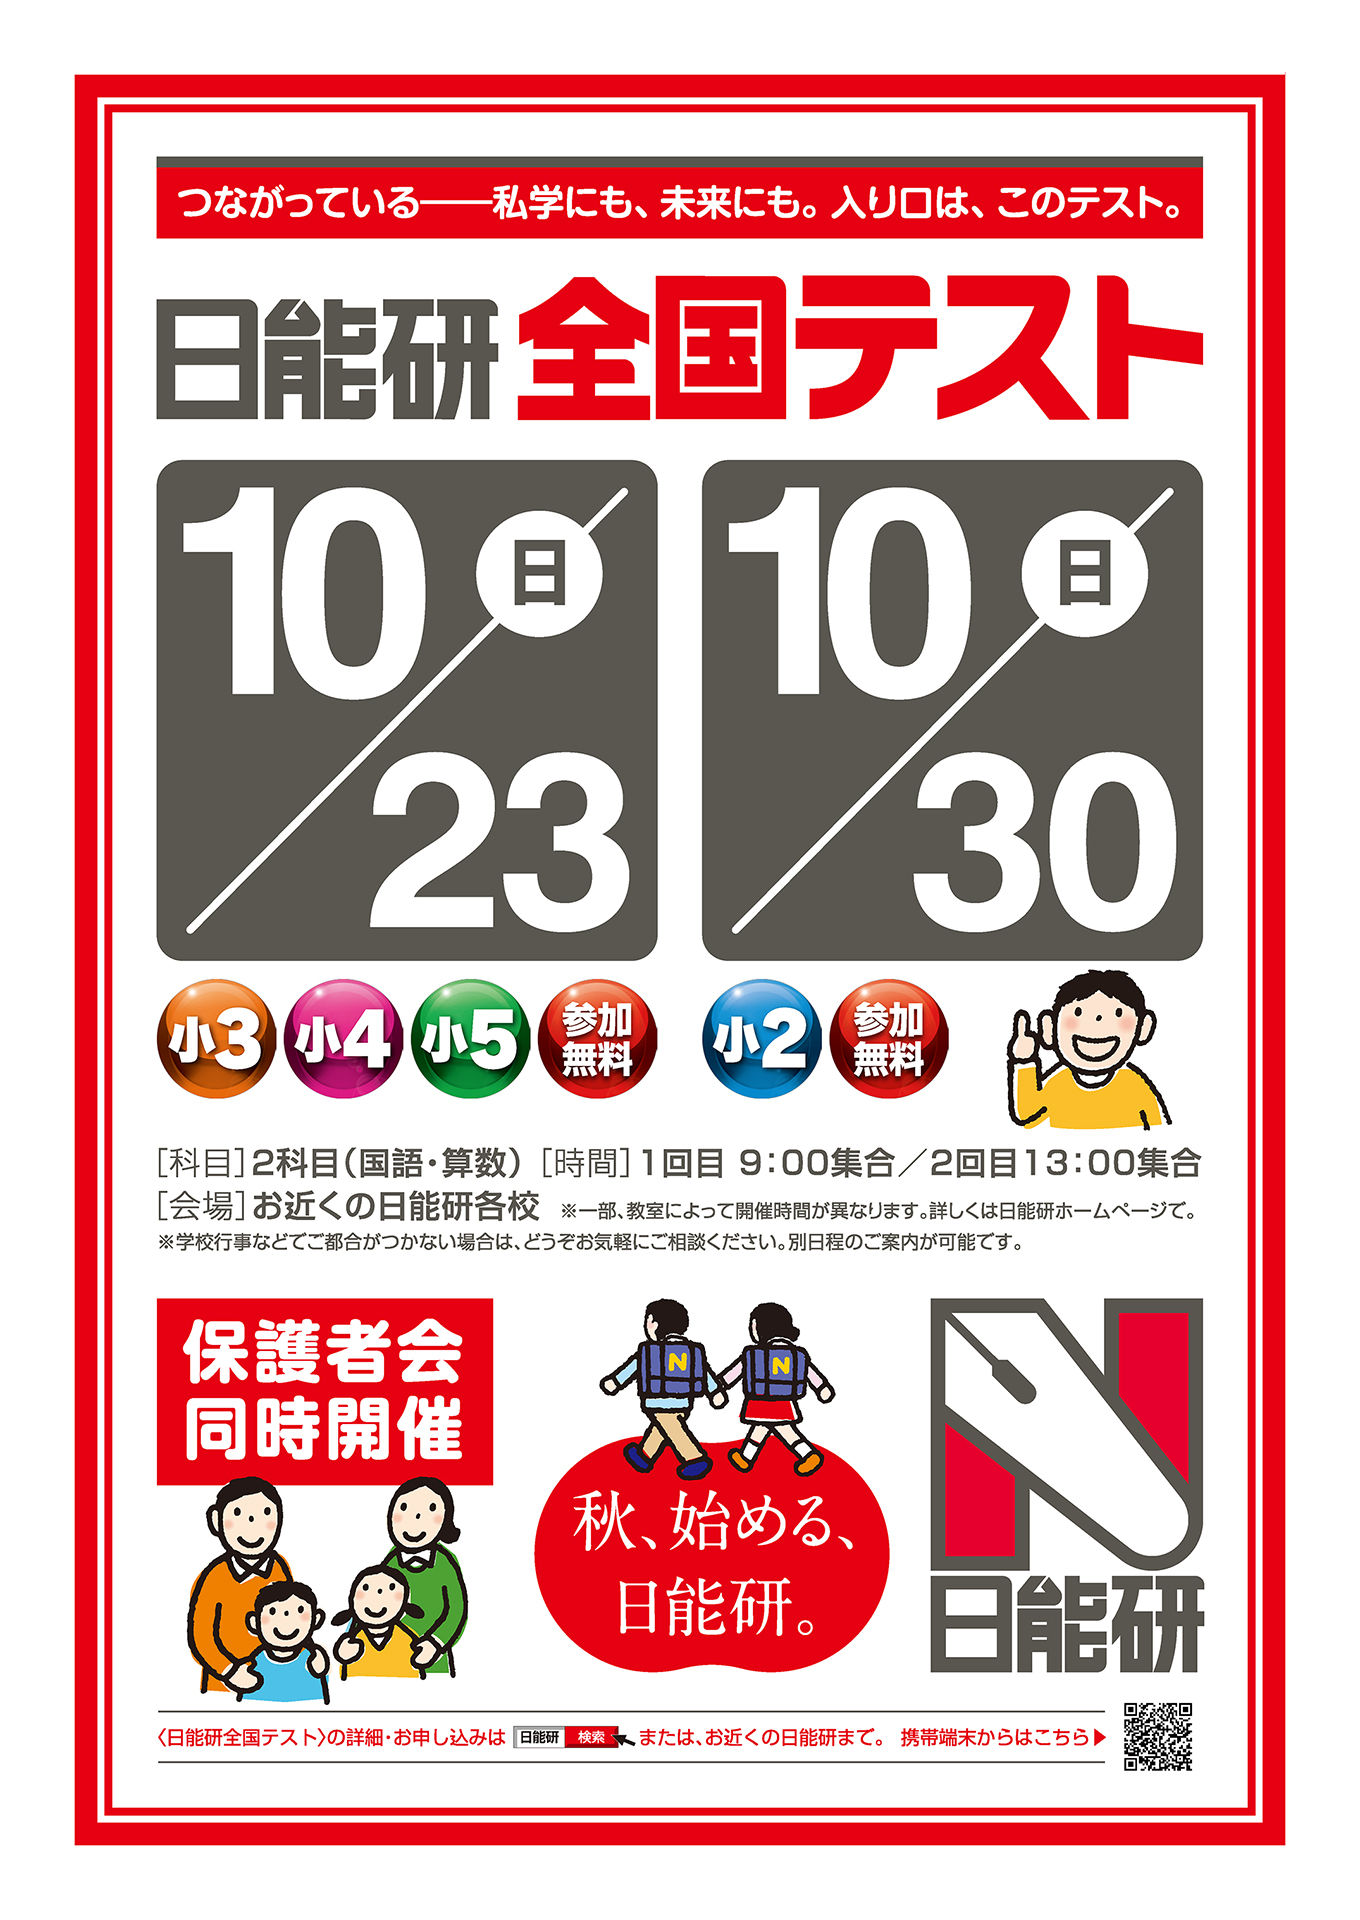 つながっている――私学にも、未来にも。入り口は、このテスト。
日能研 全国テスト
10/23 日
10/30 日
小3 小4 小5 参加無料
小2 参加無料
[科目]2科目(国語・算数) [時間]1回目 9:00集合/2回目13:00集合
[会場]お近くの日能研各校 ※一部、教室によって開催時間が異なります。詳しくは日能研ホームページで。
※学校行事などでご都合がつかない場合は、どうぞお気軽にご相談ください。別日程のご案内が可能です。
保護者会
同時開催
N N
秋、始める、
日能研。
N
日能研
〈日能研全国テスト〉の詳細・お申し込みは 日能研 検索 または、お近くの日能研まで。 携帯端末からはこちら▶